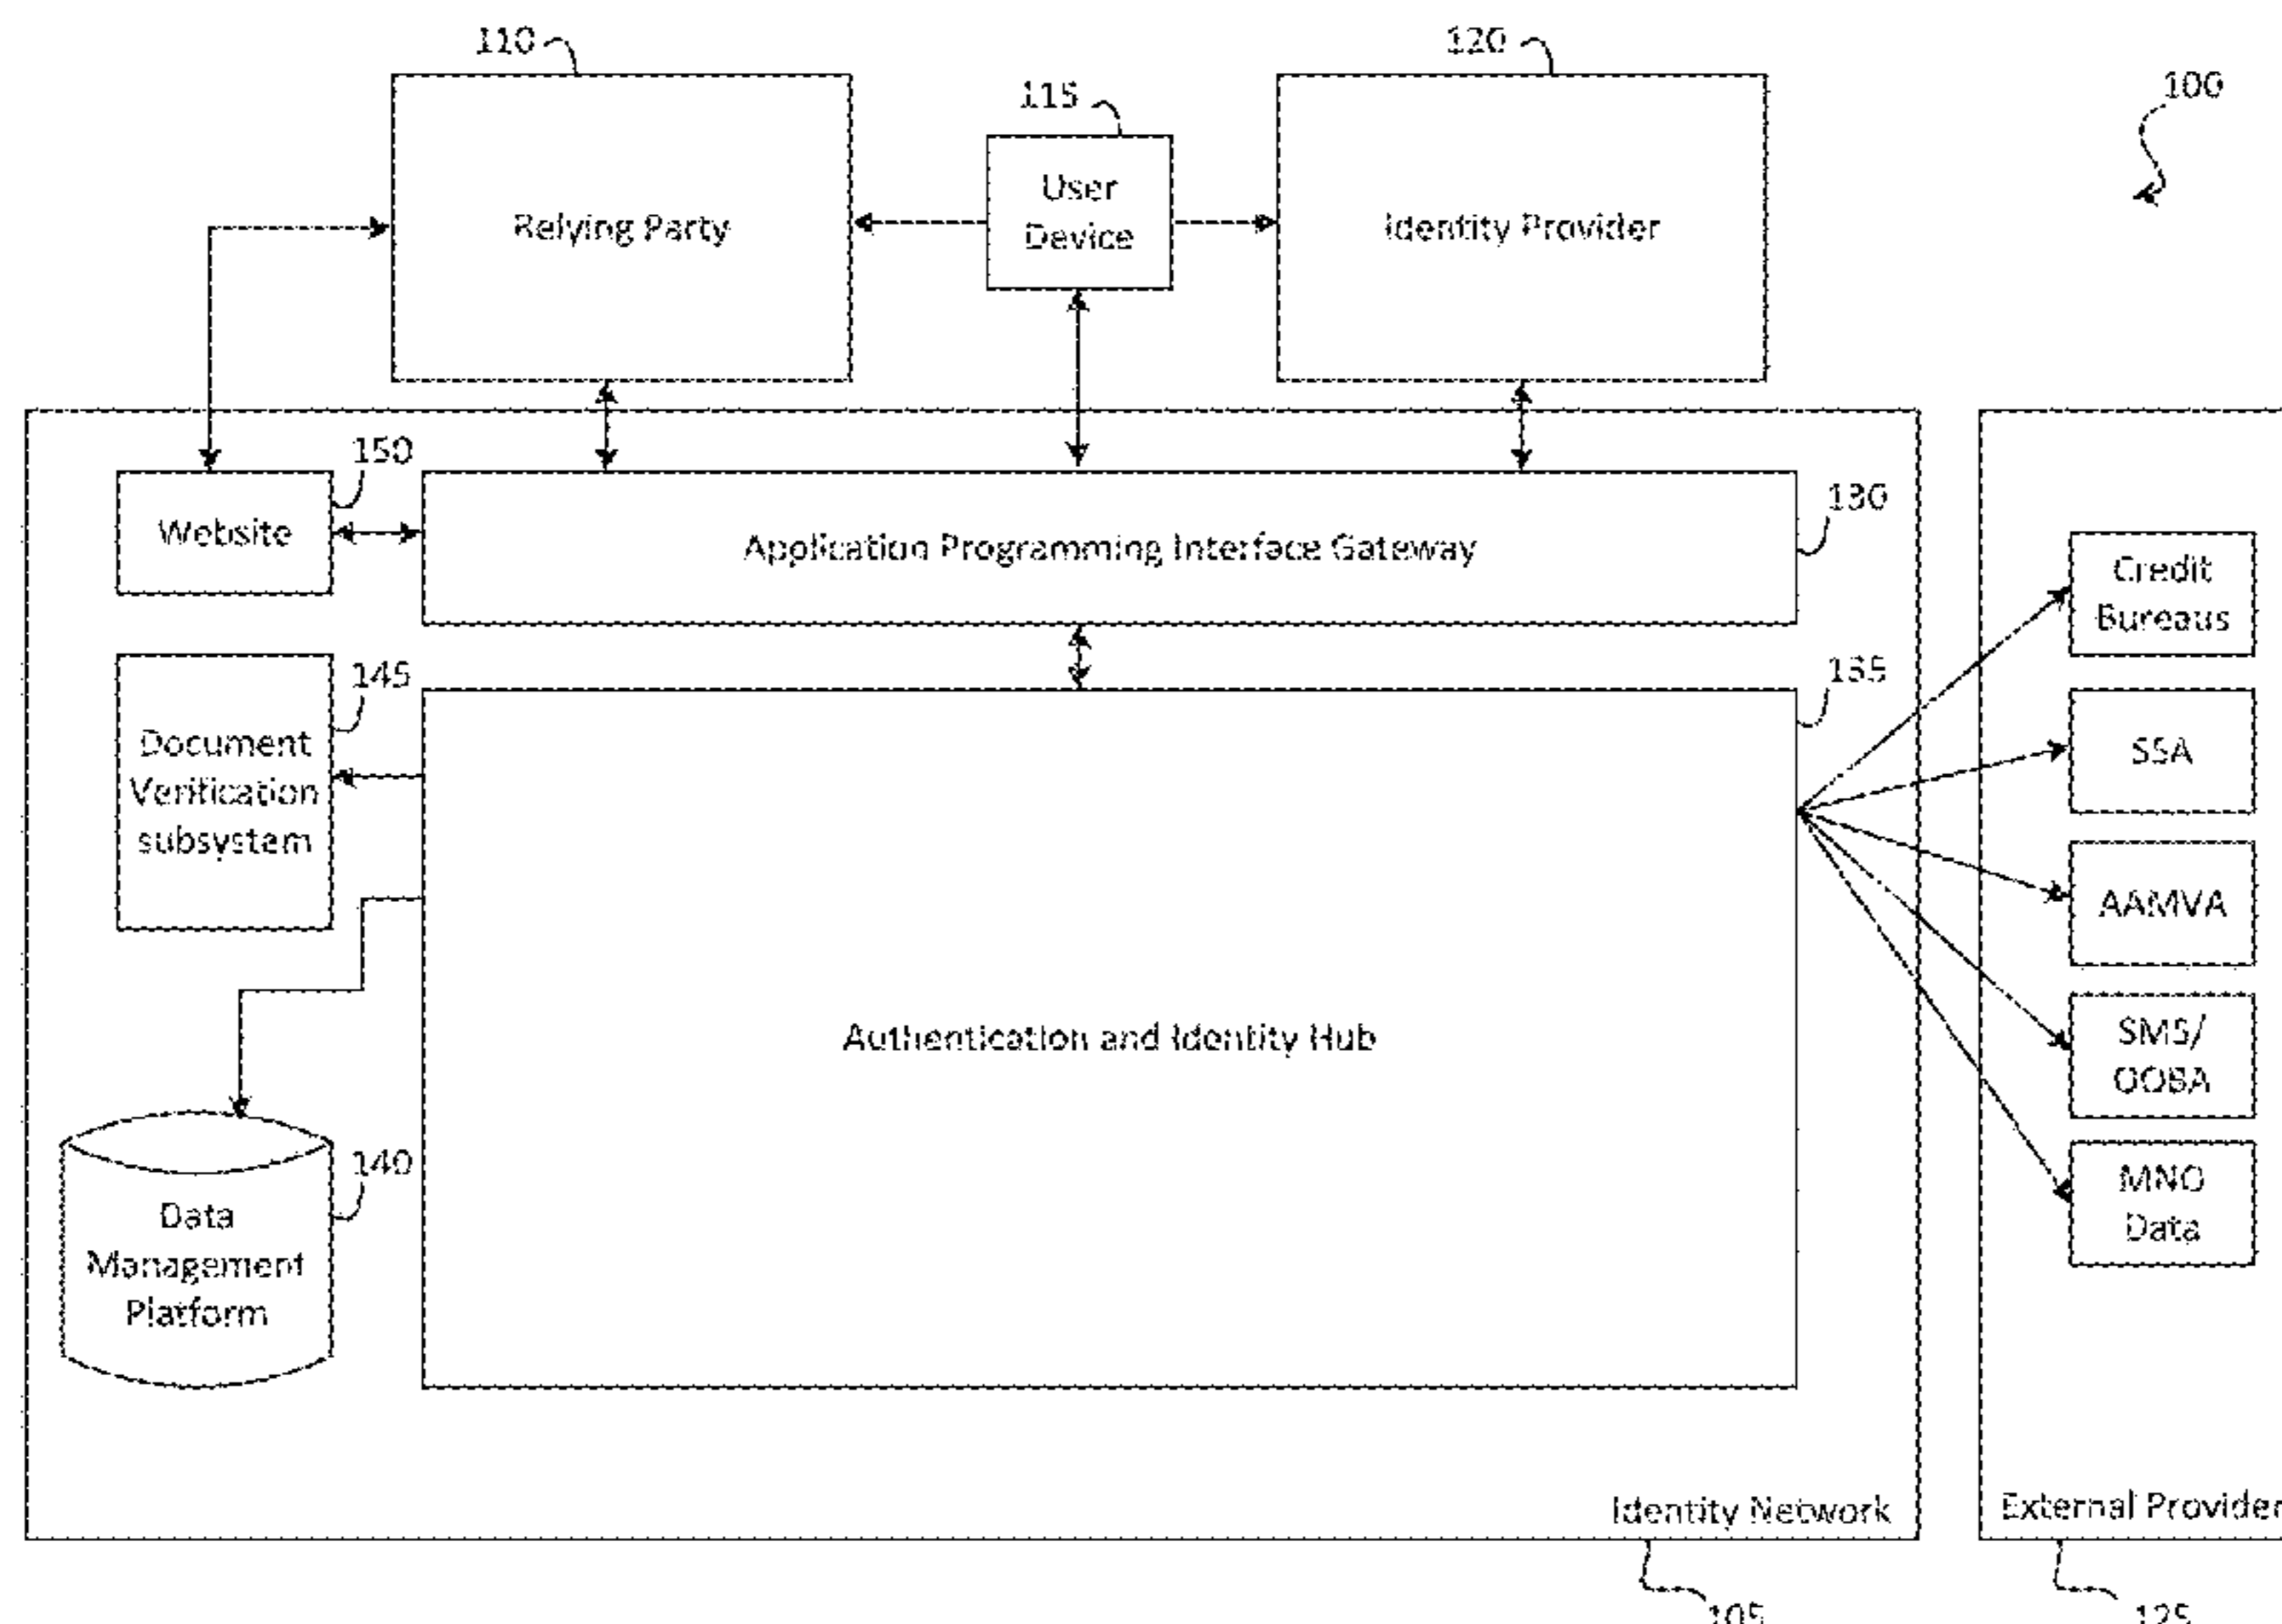 110
120
115
100
User
Device
Relying Party
Identity Provider
150
130
Website
Application Programming Interface Gateway
Credit
Bureaus
145
135
Document
Verification
subsystem
SSA
AAMVA
Authentication and Identity Hub
SMS/
OOBA
140
MNO
Data
Data
Management
Platform
Identity Network
External Provider
105
125